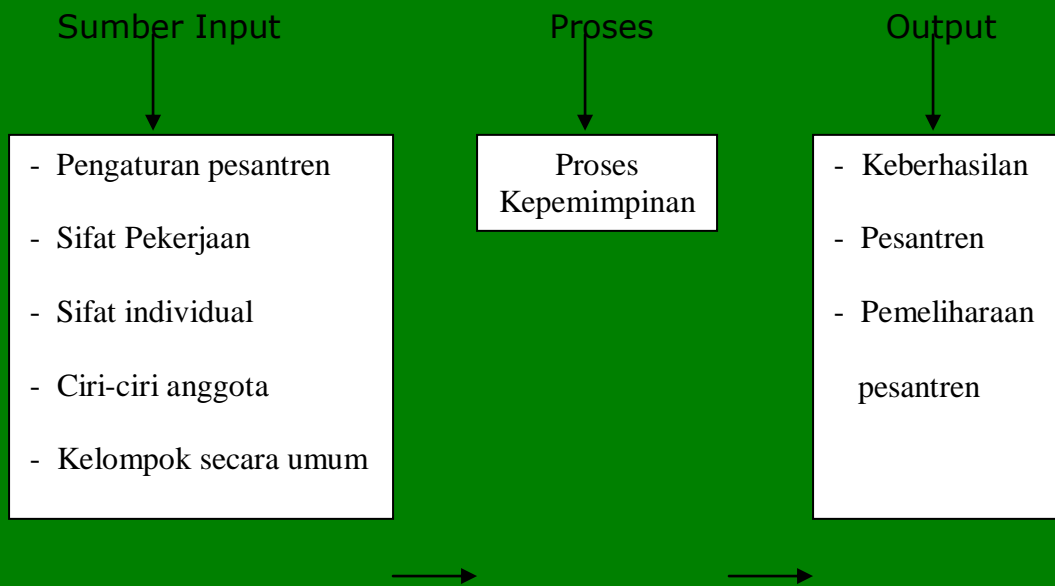 Sumber Input
Proses
Output
- Pengaturan pesantren
- Sifat Pekerjaan
- Sifat individual
- Ciri-ciri anggota
- Kelompok secara umum
Proses
Kepemimpinan
- Keberhasilan
- Pesantren
- Pemeliharaan
pesantren